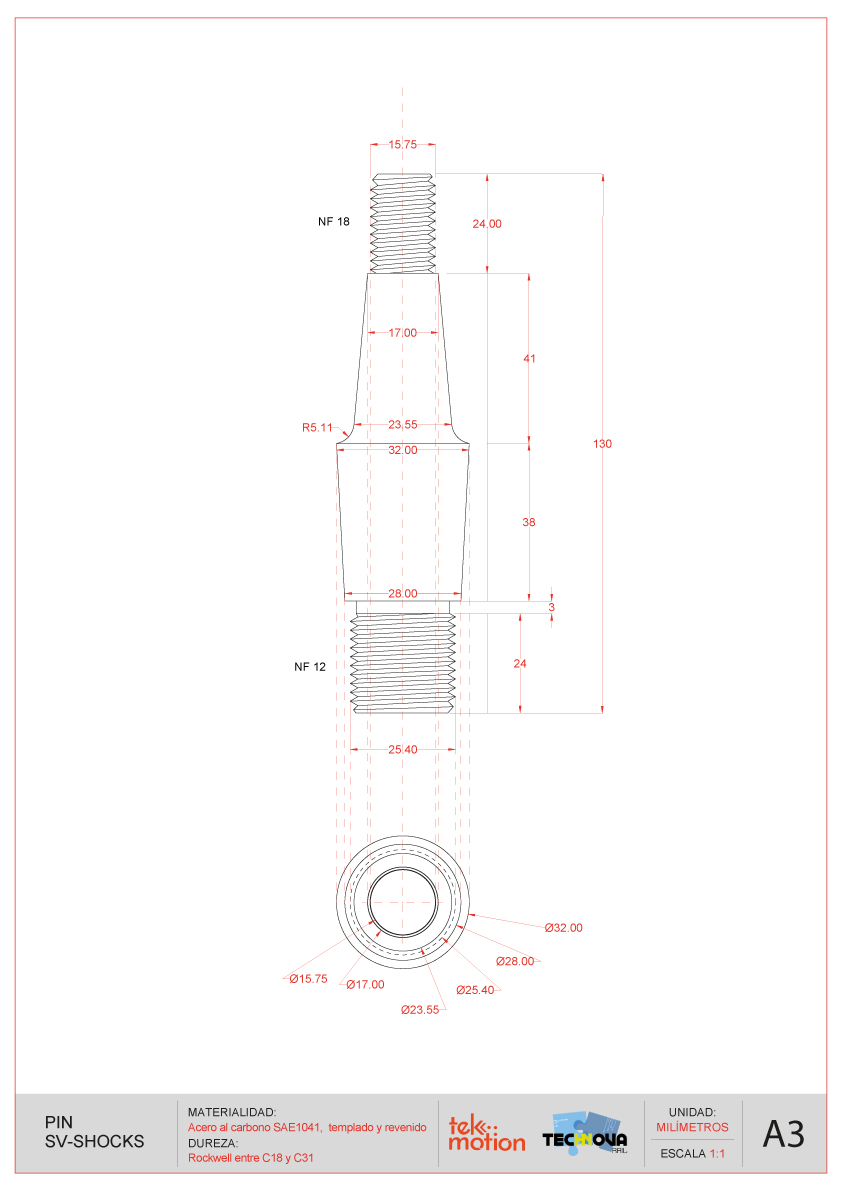 15.75
NF 18
24.00
17.00
41
R5.11
23.55
130
32.00
38
28.00
3
NF 12
24
25.40
Ø32.00
Ø28.00
Ø15.75
Ø17.00
Ø25.40
Ø23.55
PIN
SV-SHOCKS
MATERIALIDAD:
Acero al carbono SAE1041, templado y revenido
DUREZA:
Rockwell entre C18 y C31
tek
motion
TECHNOVA
RAIL
UNIDAD:
MILÍMETROS
ESCALA 1:1
A3